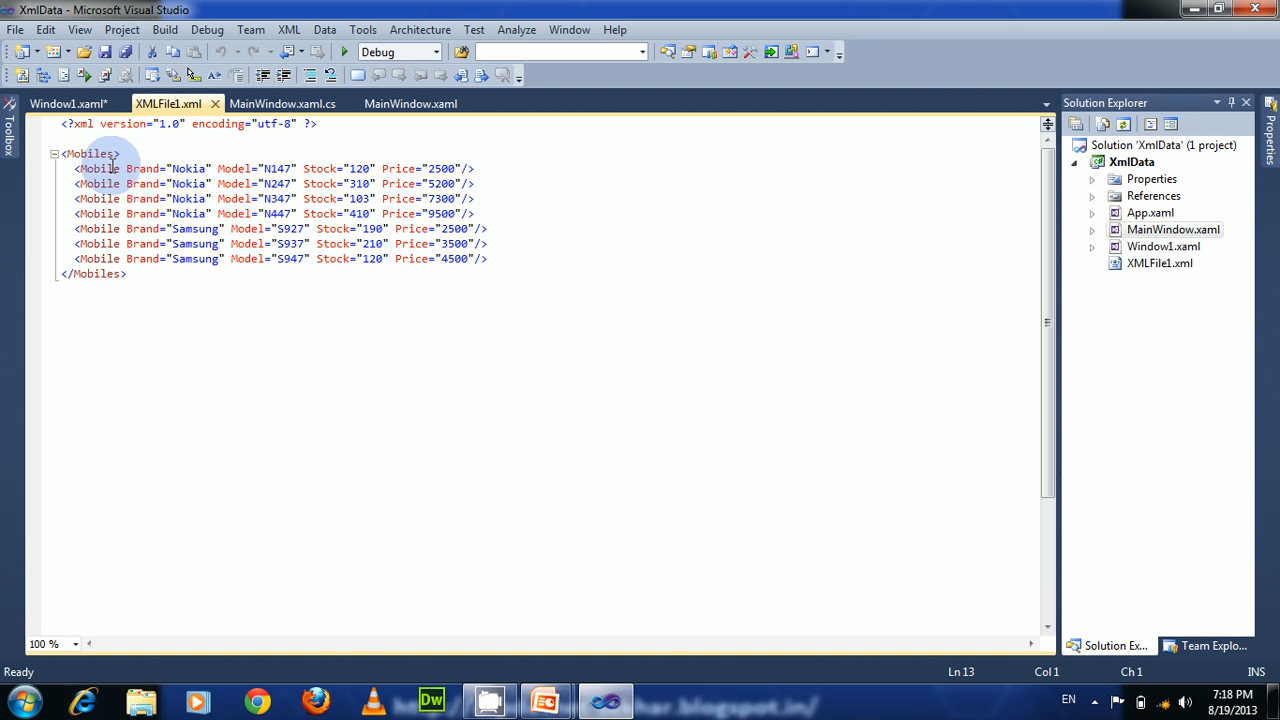 XmlData - Microsoft Visual Studio
File Edit View Project Build Debug Team XML Data Tools Architecture Test Analyze Window Help
Debug
Toolbox
Window1.xaml* XMLFile1.xml MainWindow.xaml.cs MainWindow.xaml
<?xml version="1.0" encoding="utf-8" ?>
<Mobiles>
<Mobile Brand="Nokia" Model="N147" Stock="120" Price="2500"/>
<Mobile Brand="Nokia" Model="N247" Stock="310" Price="5200"/>
<Mobile Brand="Nokia" Model="N347" Stock="103" Price="7300"/>
<Mobile Brand="Nokia" Model="N447" Stock="410" Price="9500"/>
<Mobile Brand="Samsung" Model="S927" Stock="190" Price="2500"/>
<Mobile Brand="Samsung" Model="S937" Stock="210" Price="3500"/>
<Mobile Brand="Samsung" Model="S947" Stock="120" Price="4500"/>
</Mobiles>
100 %
Solution Explorer
Solution 'XmlData' (1 project)
XmlData
Properties
References
App.xaml
MainWindow.xaml
Window1.xaml
XMLFile1.xml
Solution Ex... Team Explo...
Properties
Ready Ln 13 Col 1 Ch 1 INS
Dw
EN
7:18 PM
8/19/2013